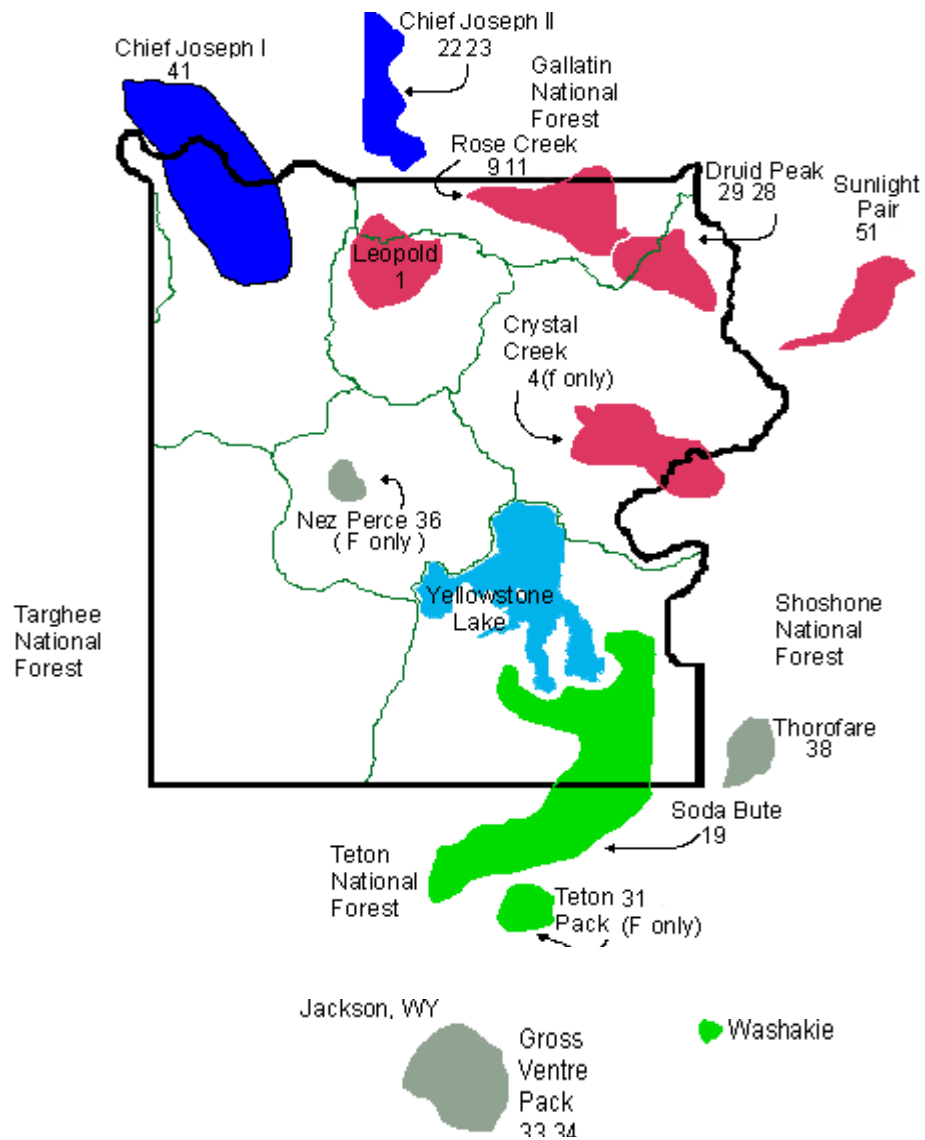 Chief Joseph I
41
Chief Joseph II
22 23
Gallatin
National
Forest
Rose Creek
9 11
Druid Peak
29 28
Sunlight
Pair
51
Leopold
1
Crystal
Creek
4(f only)
Nez Perce 36
( F only )
Yellowstone
Lake
Targhee
National
Forest
Shoshone
National
Forest
Thorofare
38
Soda Bute
19
Teton
National
Forest
Teton 31
Pack (F only)
Jackson, WY
Gross
Ventre
Pack
33 34
Washakie